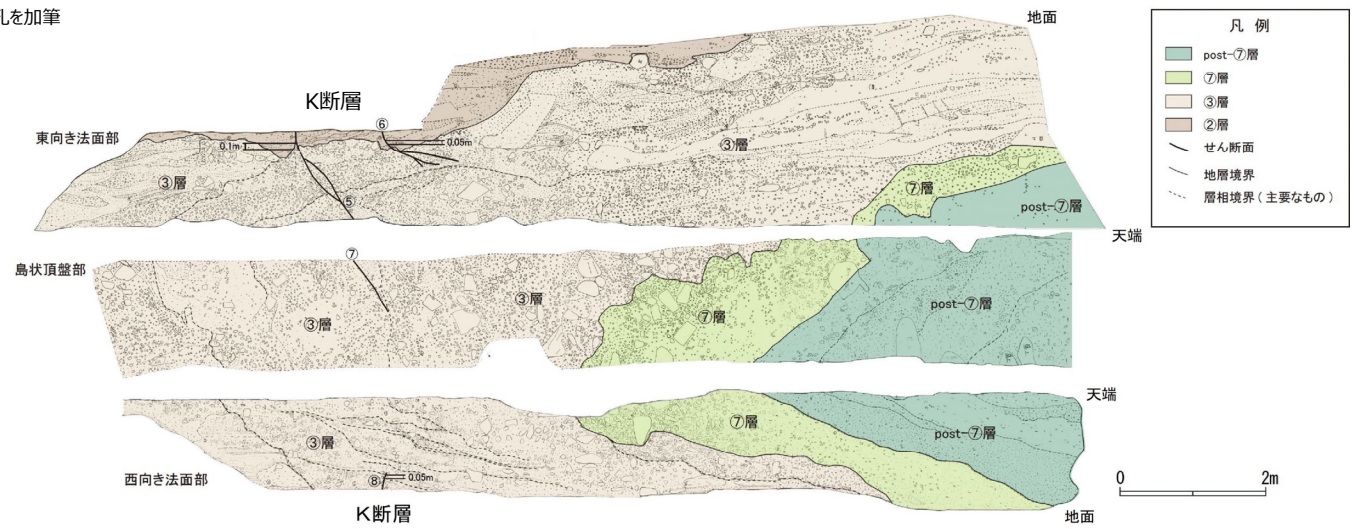 孔を加筆
地面
K断層
⑥
東向き法面部
0.1m
0.05m
③層
③層
⑤
⑦層
post-⑦層
天端
島状頂盤部
⑦
③層
③層
⑦層
post-⑦層
天端
③層
⑦層
post-⑦層
西向き法面部
⑧
0.05m
K断層
地面
凡 例
post-⑦層
⑦層
③層
②層
せん断面
地層境界
層相境界(主要なもの)
0 2m